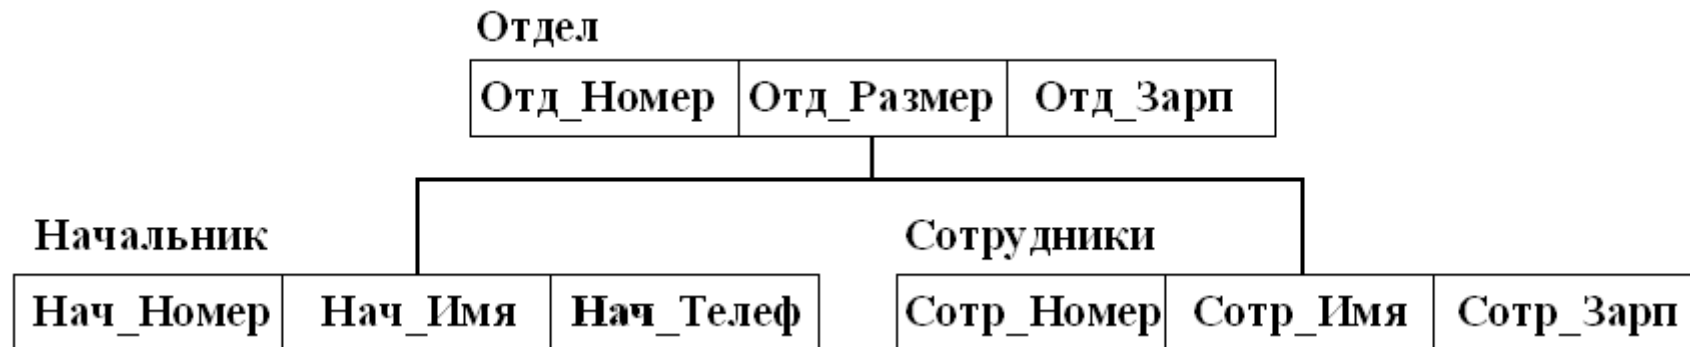 Отдел
Отд_Номер Отд_Размер Отд_Зарп
Начальник Сотрудники
Нач_Номер Нач_Имя Нач_Телеф Сотр_Номер Сотр_Имя Сотр_Зарп